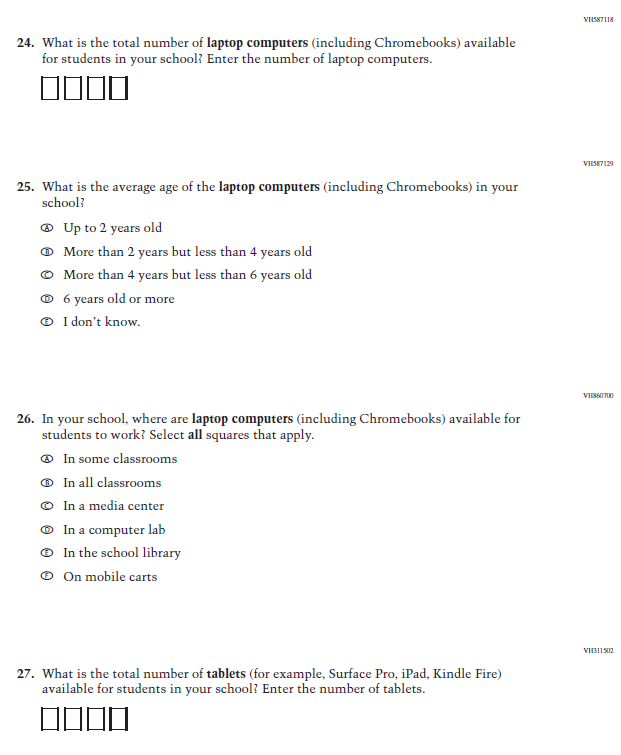 VH587118
24. What is the total number of laptop computers (including Chromebooks) available
for students in your school? Enter the number of laptop computers.
VH587129
25. What is the average age of the laptop computers (including Chromebooks) in your
school?
A Up to 2 years old
B More than 2 years but less than 4 years old
C More than 4 years but less than 6 years old
D 6 years old or more
E I don't know.
VH860700
26. In your school, where are laptop computers (including Chromebooks) available for
students to work? Select all squares that apply.
A In some classrooms
B In all classrooms
C In a media center
D In a computer lab
E In the school library
F On mobile carts
VH311502
27. What is the total number of tablets (for example, Surface Pro, iPad, Kindle Fire)
available for students in your school? Enter the number of tablets.